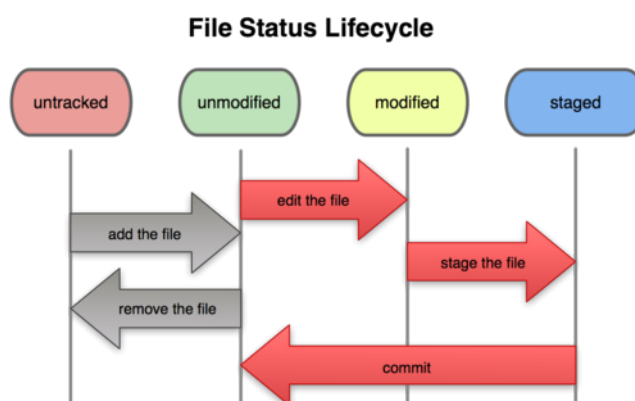 File Status Lifecycle
untracked
unmodified
modified
staged
edit the file
add the file
stage the file
remove the file
commit